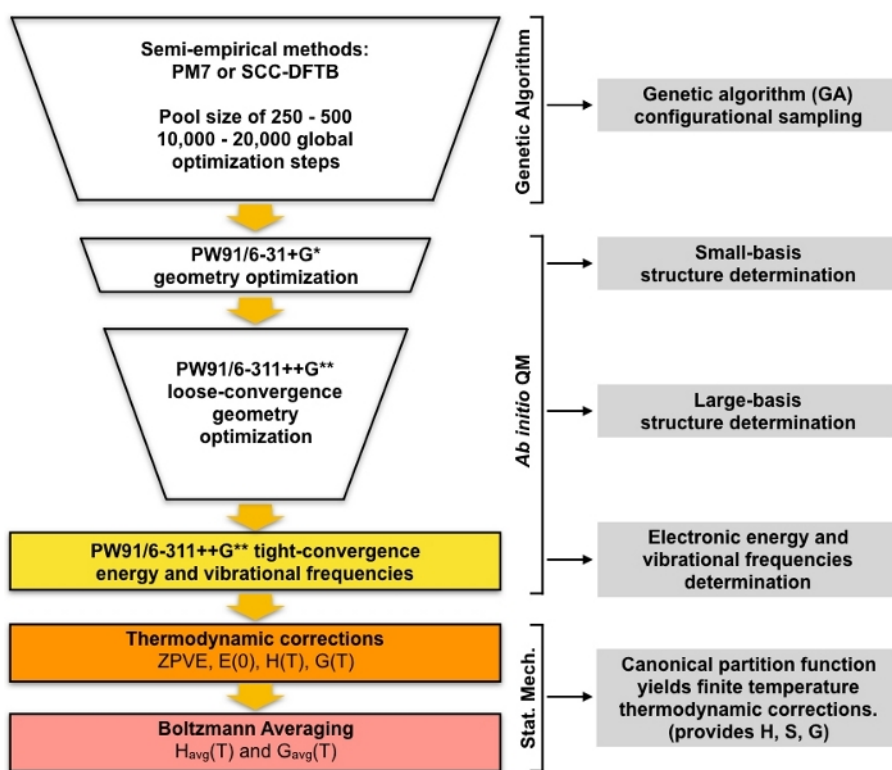 Semi-empirical methods:
PM7 or SCC-DFTB
Pool size of 250 - 500
10,000 - 20,000 global
optimization steps
Genetic Algorithm
Genetic algorithm (GA)
configurational sampling
PW91/6-31+G*
geometry optimization
Small-basis
structure determination
PW91/6-311++G**
loose-convergence
geometry
optimization
Ab initio QM
Large-basis
structure determination
PW91/6-311++G** tight-convergence
energy and vibrational frequencies
Electronic energy and
vibrational frequencies
determination
Thermodynamic corrections
ZPVE, E(0), H(T), G(T)
Stat. Mech.
Canonical partition function
yields finite temperature
thermodynamic corrections.
(provides H, S, G)
Boltzmann Averaging
Havg(T) and Gavg(T)